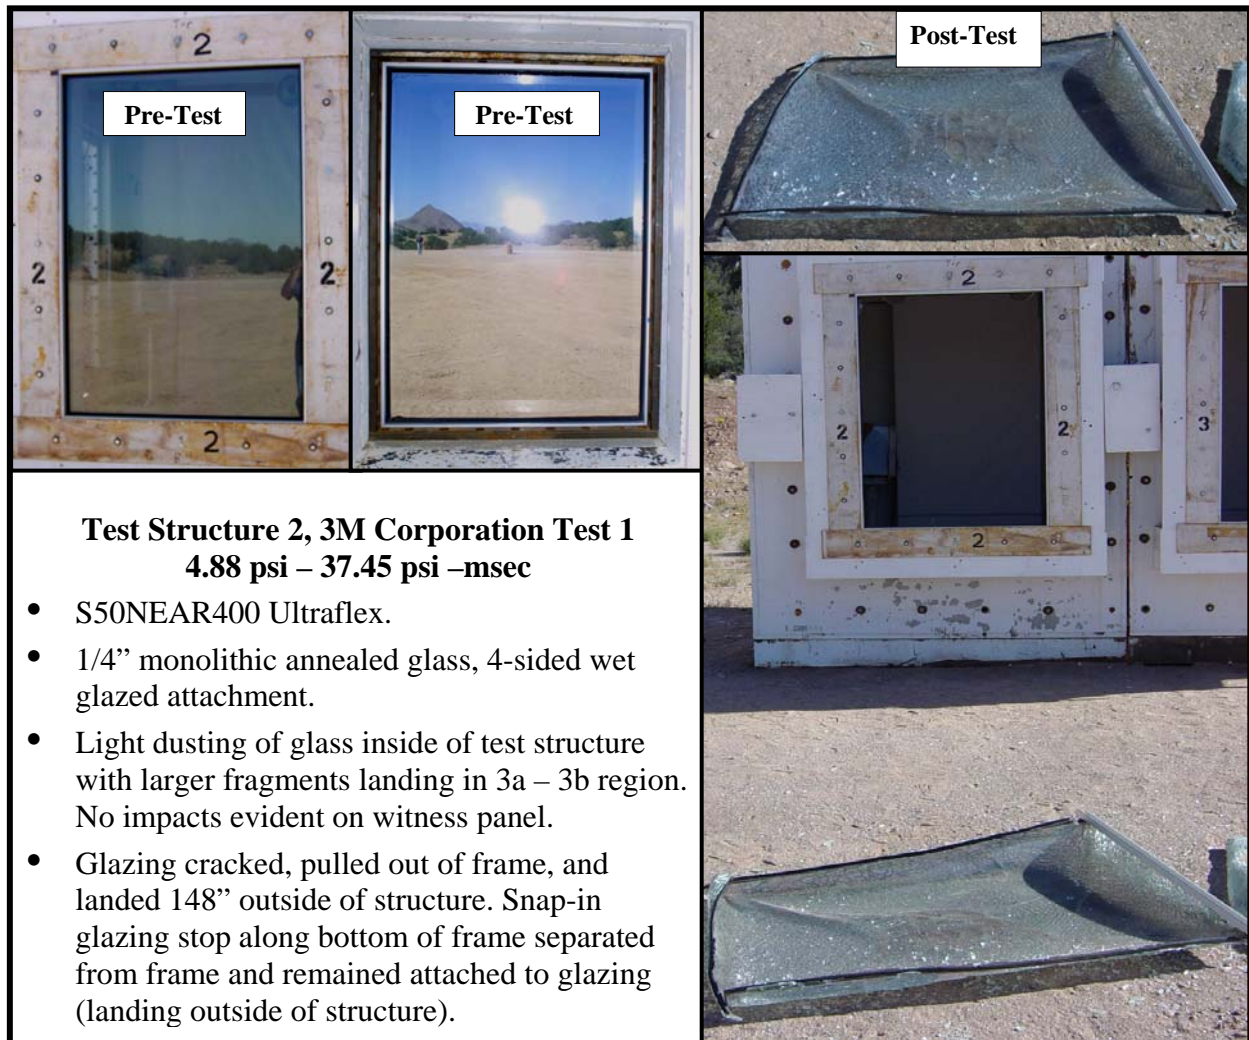 Pre-Test
Pre-Test
Post-Test
2
2
2
2
2
2
2
2
3
Test Structure 2, 3M Corporation Test 1
4.88 psi – 37.45 psi –msec
• S50NEAR400 Ultraflex.
• 1/4” monolithic annealed glass, 4-sided wet
glazed attachment.
• Light dusting of glass inside of test structure
with larger fragments landing in 3a – 3b region.
No impacts evident on witness panel.
• Glazing cracked, pulled out of frame, and
landed 148” outside of structure. Snap-in
glazing stop along bottom of frame separated
from frame and remained attached to glazing
(landing outside of structure).